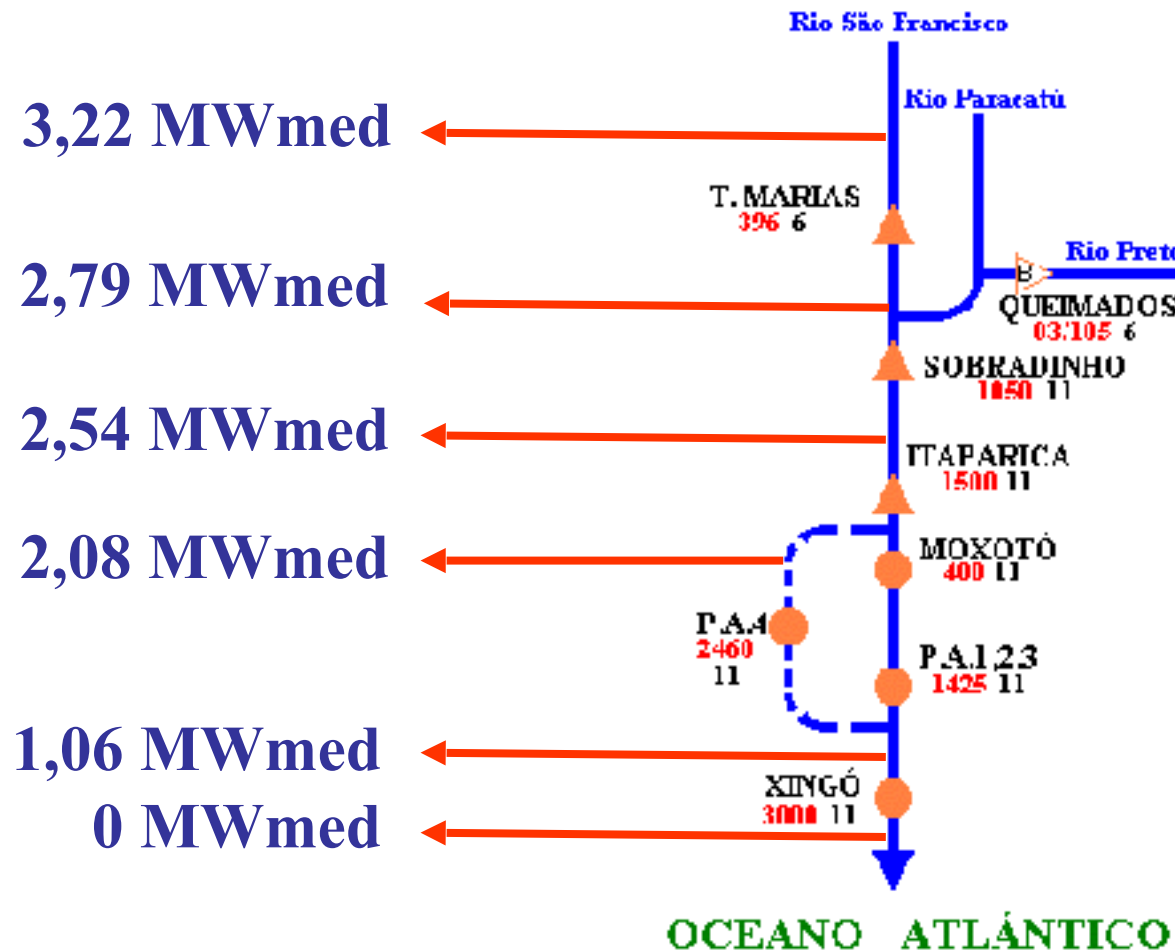 Rio São Francisco
Rio Paracatú
3,22 MWmed
T. MARIAS
396 6
Rio Preto
2,79 MWmed
B
QUEIMADOS
03/105 6
SOBRADINHO
1050 11
2,54 MWmed
ITAPARICA
1500 11
2,08 MWmed
MOXOTÓ
400 11
P.A.4
2460
11
P.A.1,2,3
1425 11
1,06 MWmed
XINGÓ
3000 11
0 MWmed
OCEANO ATLÁNTICO